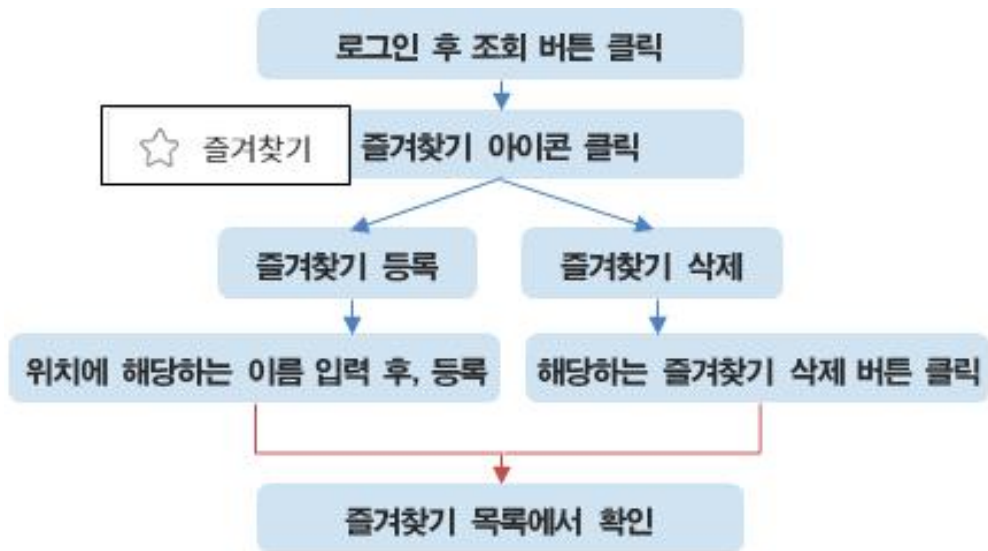 로그인 후 조회 버튼 클릭
즐겨찾기
즐겨찾기 아이콘 클릭
즐겨찾기 등록
즐겨찾기 삭제
위치에 해당하는 이름 입력 후, 등록
해당하는 즐겨찾기 삭제 버튼 클릭
즐겨찾기 목록에서 확인